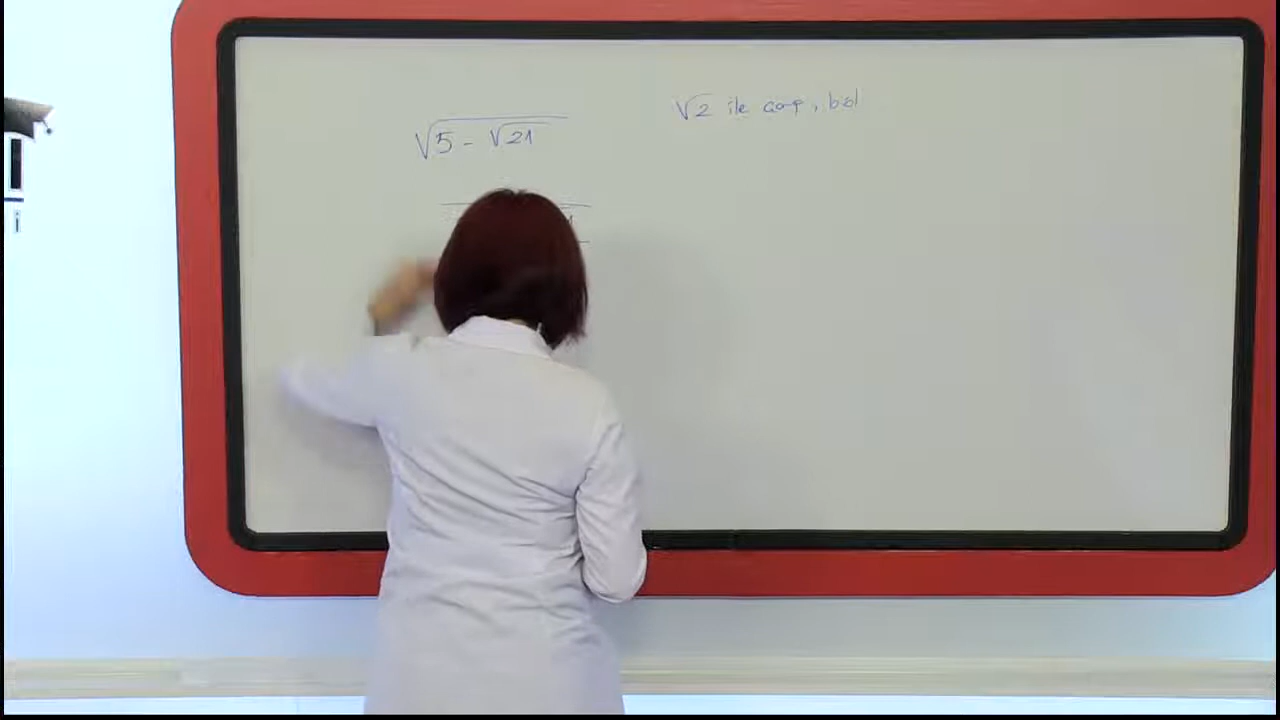 √2 ile çarp, böl
√(5 - √21)